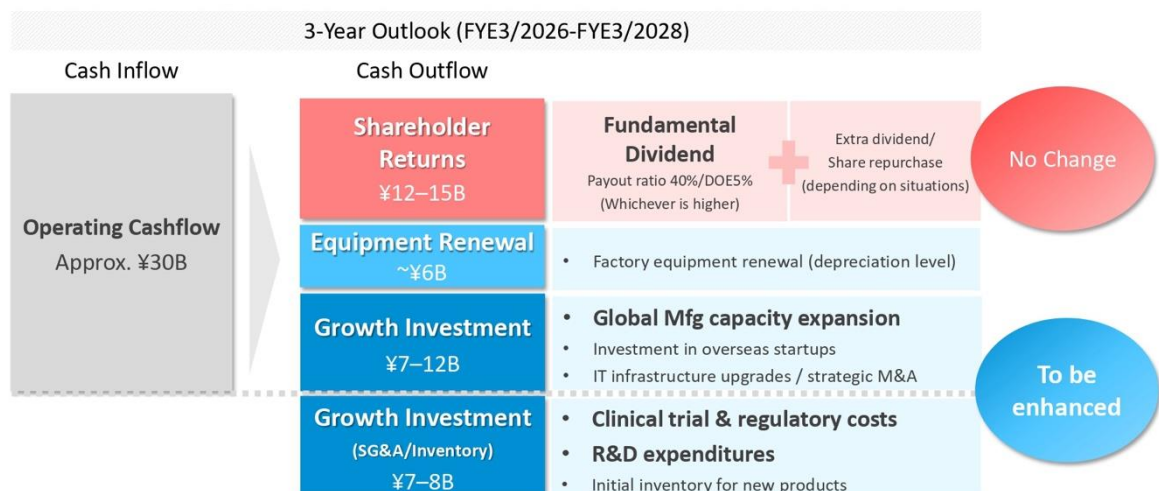 3-Year Outlook (FYE3/2026-FYE3/2028)
Cash Inflow
Cash Outflow
Operating Cashflow
Approx. ¥30B
Shareholder
Returns
¥12–15B
Fundamental
Dividend
Payout ratio 40%/DOE5%
(Whichever is higher)
Extra dividend/
Share repurchase
(depending on situations)
No Change
Equipment Renewal
~¥6B
• Factory equipment renewal (depreciation level)
Growth Investment
¥7–12B
• Global Mfg capacity expansion
• Investment in overseas startups
• IT infrastructure upgrades / strategic M&A
To be
enhanced
Growth Investment
(SG&A/Inventory)
¥7–8B
• Clinical trial & regulatory costs
• R&D expenditures
• Initial inventory for new products